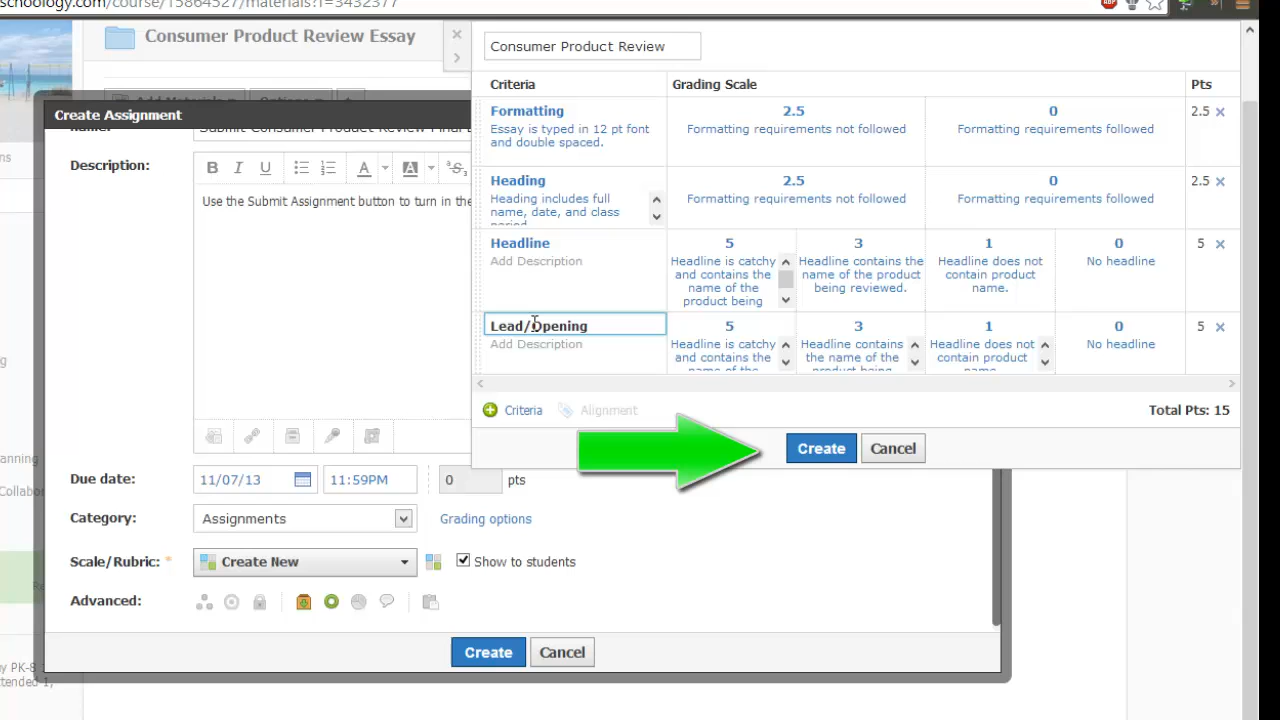 schoology.com/course/15864527/materials?f=3432377
Consumer Product Review Essay
Consumer Product Review
Criteria
Grading Scale
Pts
Create Assignment
Formatting
2.5
0
2.5
Essay is typed in 12 pt font
and double spaced.
Formatting requirements not followed
Formatting requirements followed
Description:
Heading
2.5
0
2.5
Heading includes full
name, date, and class
period
Formatting requirements not followed
Formatting requirements followed
Use the Submit Assignment button to turn in the
Headline
5
3
1
0
5
Add Description
Headline is catchy
and contains the
name of the
product being
Headline contains the
name of the product
being reviewed.
Headline does not
contain product
name.
No headline
Lead/Opening
5
3
1
0
5
Add Description
Headline is catchy
and contains the
name of the
Headline contains
the name of the
product being
Headline does not
contain product
name.
No headline
Criteria
Alignment
Total Pts: 15
Create
Cancel
Due date:
11/07/13
11:59PM
0
pts
Category:
Assignments
Grading options
Scale/Rubric: *
Create New
Show to students
Advanced:
Create
Cancel